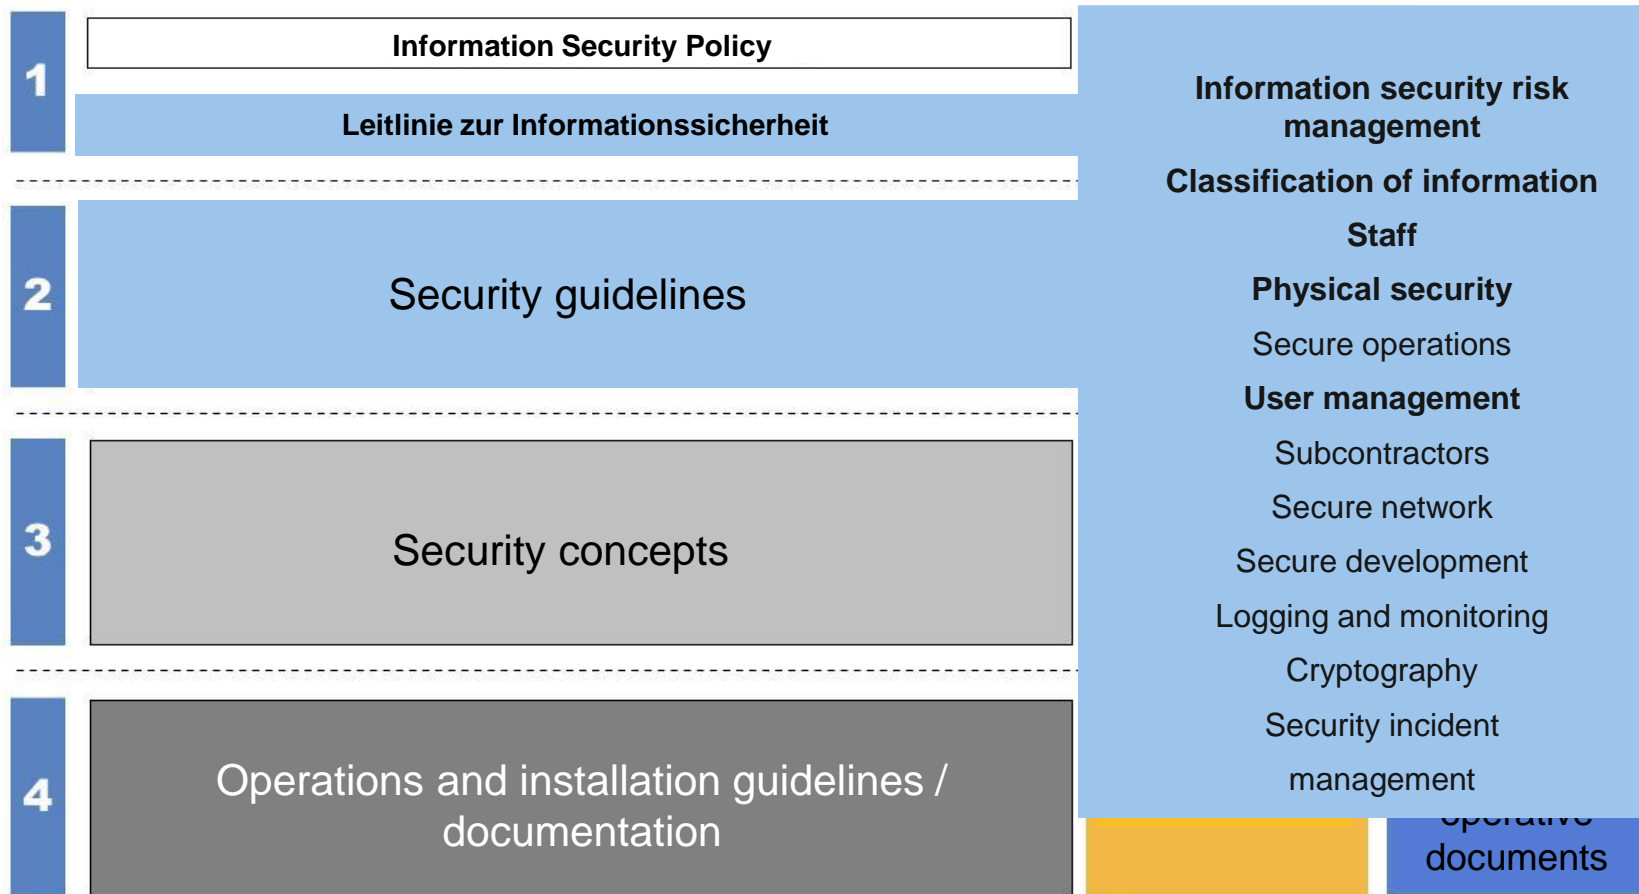 1
Information Security Policy
Leitlinie zur Informationssicherheit
2
Security guidelines
3
Security concepts
4
Operations and installation guidelines /
documentation
Information security risk
management
Classification of information
Staff
Physical security
Secure operations
User management
Subcontractors
Secure network
Secure development
Logging and monitoring
Cryptography
Security incident
management
operative
documents